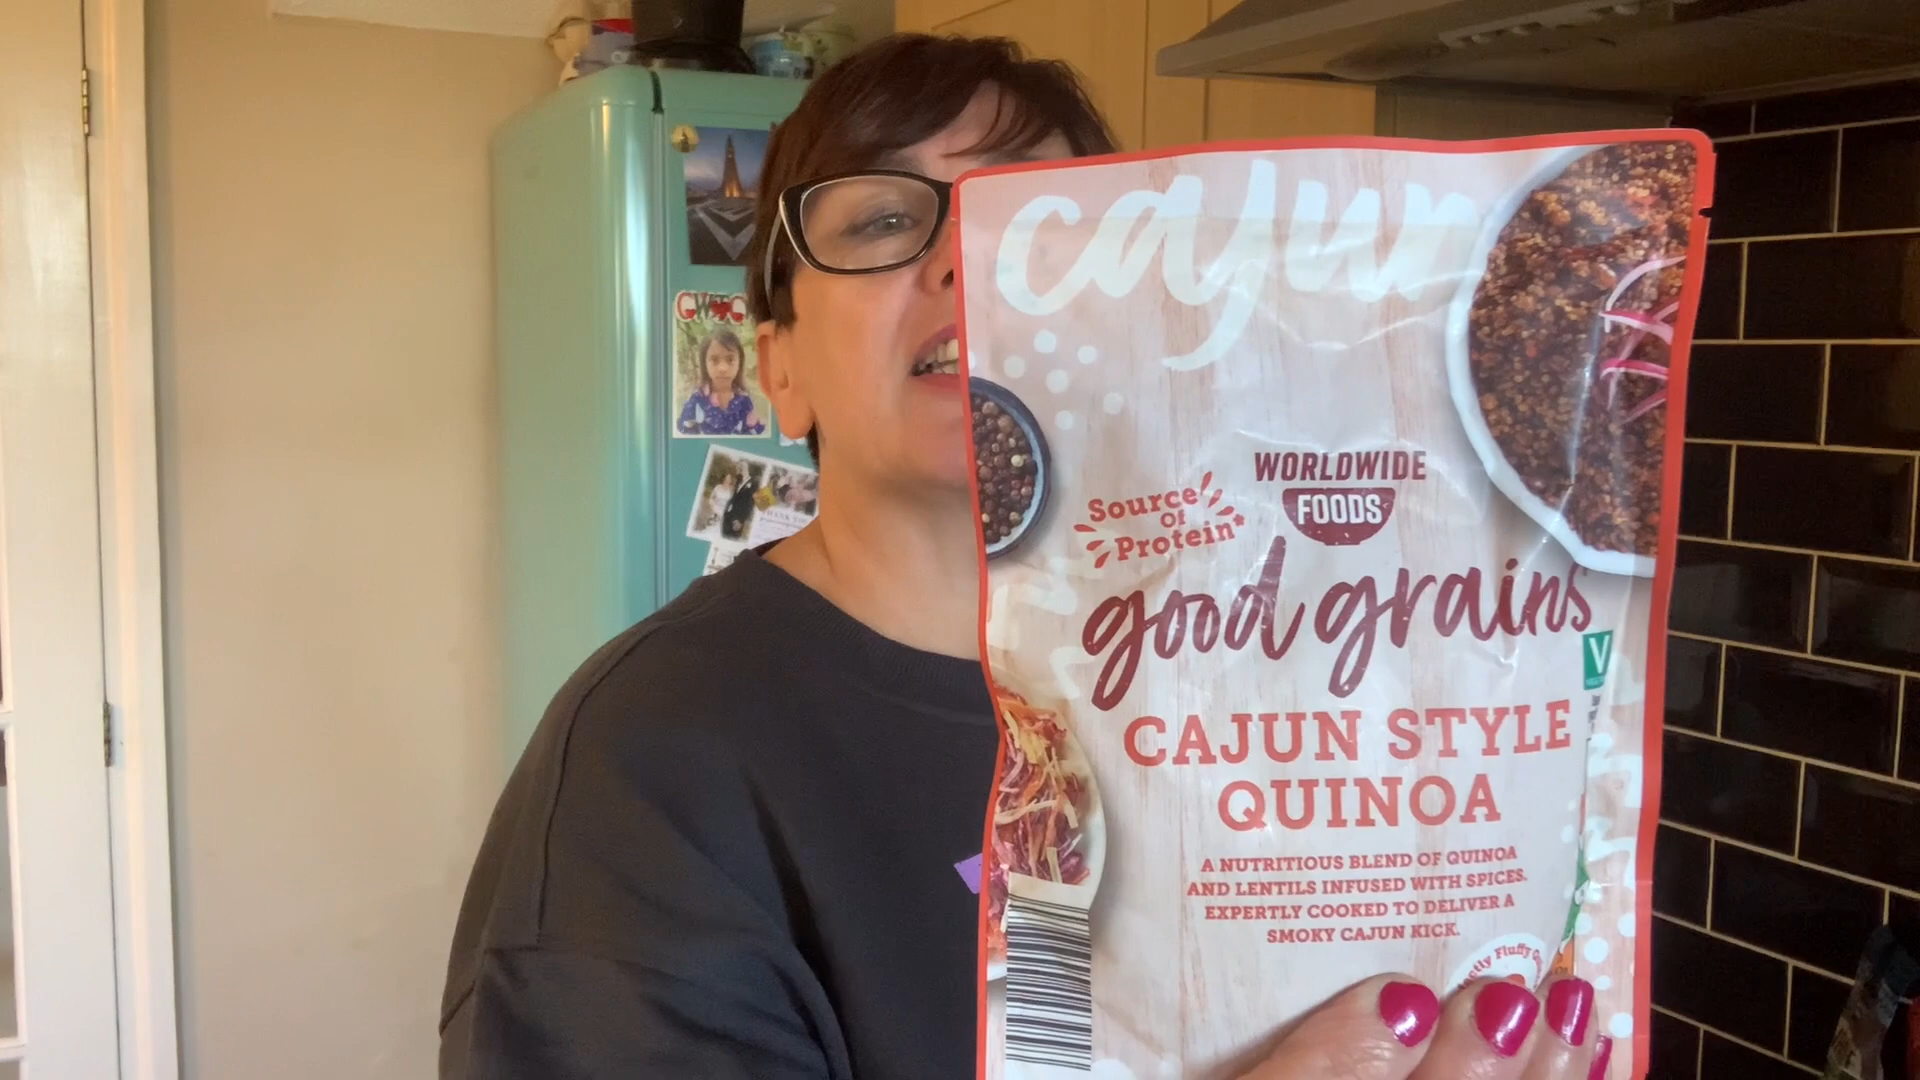 cajun
WORLDWIDE
FOODS
Source
Of
Protein*
good grains
V
CAJUN STYLE
QUINOA
A NUTRITIOUS BLEND OF QUINOA
AND LENTILS INFUSED WITH SPICES.
EXPERTLY COOKED TO DELIVER A
SMOKY CAJUN KICK.
Fluffy